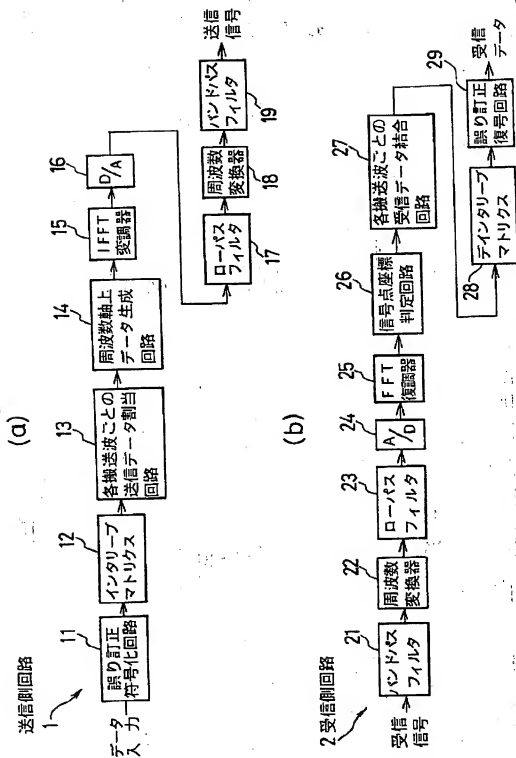 (a)
送信側回路
1
データ
入力
11
誤り訂正
符号化回路
12
インタリーブ
マトリクス
13
各搬送波ごとの
送信データ割当
回路
14
周波数軸上
データ生成
回路
15
IFFT
変調器
16
D/A
17
ローパス
フィルタ
18
周波数
変換器
19
バンドパス
フィルタ
送信
信号
(b)
2 受信側回路
受信
信号
21
バンドパス
フィルタ
22
周波数
変換器
23
ローパス
フィルタ
24
A/D
25
FFT
復調器
26
信号点座標
判定回路
27
各搬送波ごとの
受信データ結合
回路
28
デインタリーブ
マトリクス
29
誤り訂正
復号回路
受信
データ